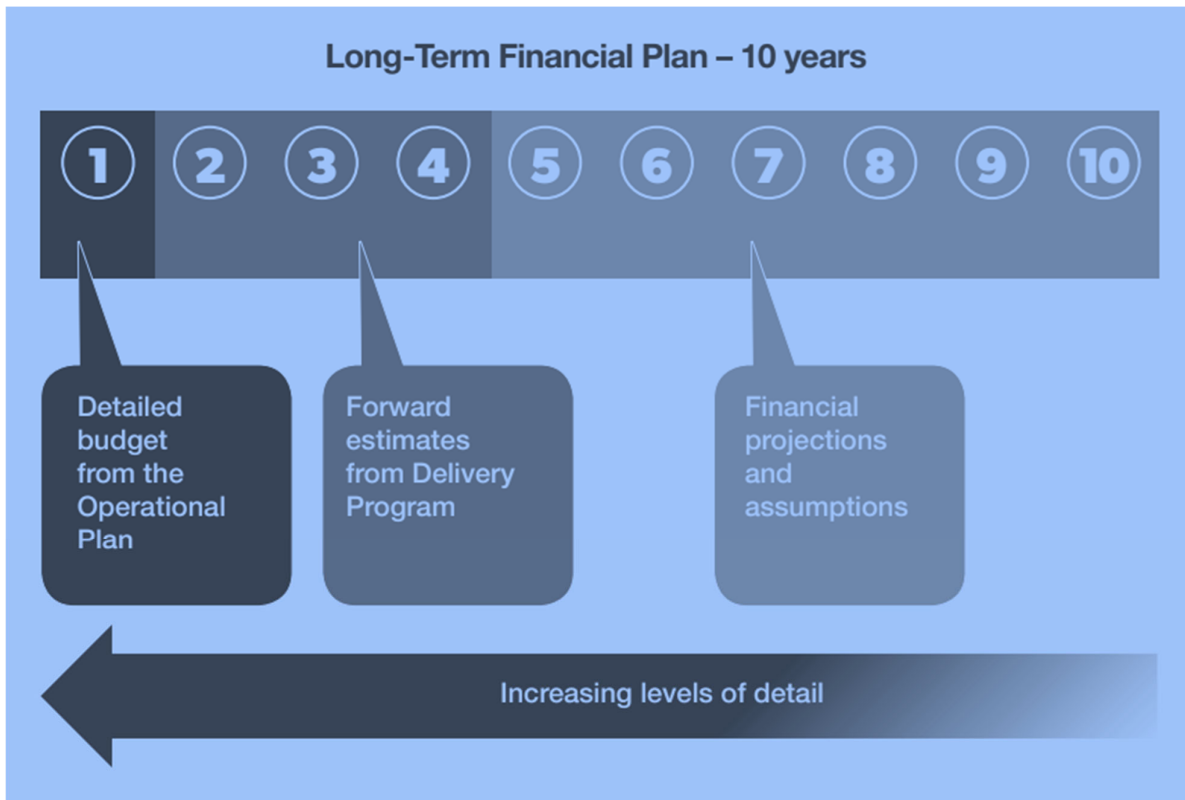 Long-Term Financial Plan – 10 years
1 2 3 4 5 6 7 8 9 10
Detailed
budget
from the
Operational
Plan
Forward
estimates
from Delivery
Program
Financial
projections
and
assumptions
Increasing levels of detail